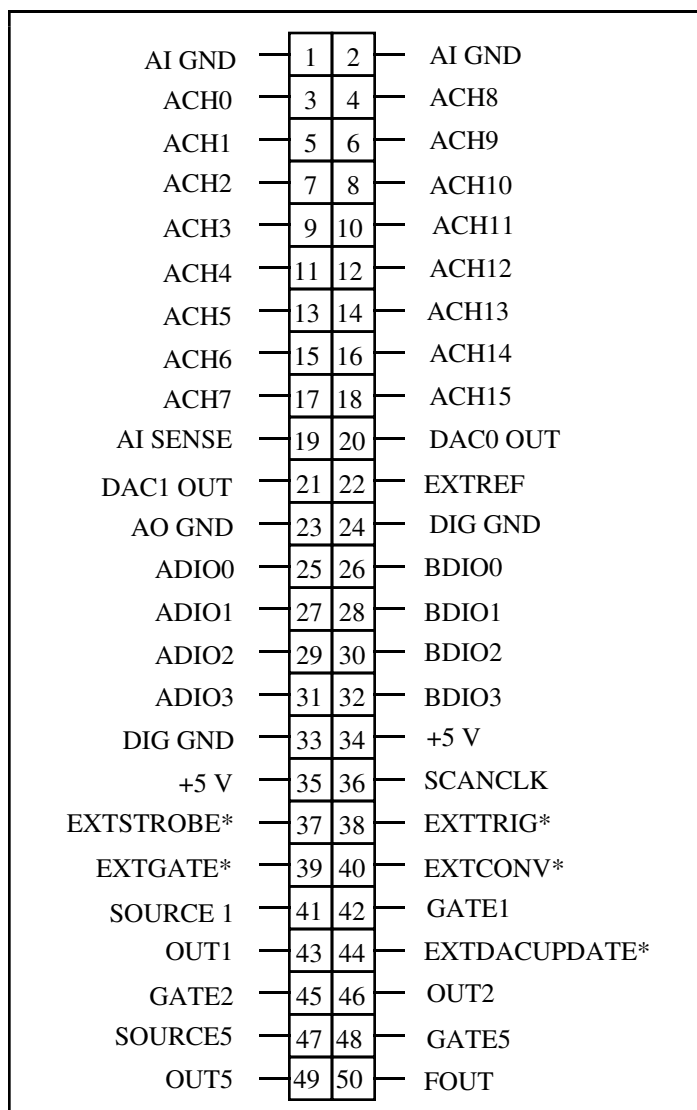 AI GND 1 2 AI GND
ACH0 3 4 ACH8
ACH1 5 6 ACH9
ACH2 7 8 ACH10
ACH3 9 10 ACH11
ACH4 11 12 ACH12
ACH5 13 14 ACH13
ACH6 15 16 ACH14
ACH7 17 18 ACH15
AI SENSE 19 20 DAC0 OUT
DAC1 OUT 21 22 EXTREF
AO GND 23 24 DIG GND
ADIO0 25 26 BDIO0
ADIO1 27 28 BDIO1
ADIO2 29 30 BDIO2
ADIO3 31 32 BDIO3
DIG GND 33 34 +5 V
+5 V 35 36 SCANCLK
EXTSTROBE* 37 38 EXTTRIG*
EXTGATE* 39 40 EXTCONV*
SOURCE 1 41 42 GATE1
OUT1 43 44 EXTDACUPDATE*
GATE2 45 46 OUT2
SOURCE5 47 48 GATE5
OUT5 49 50 FOUT